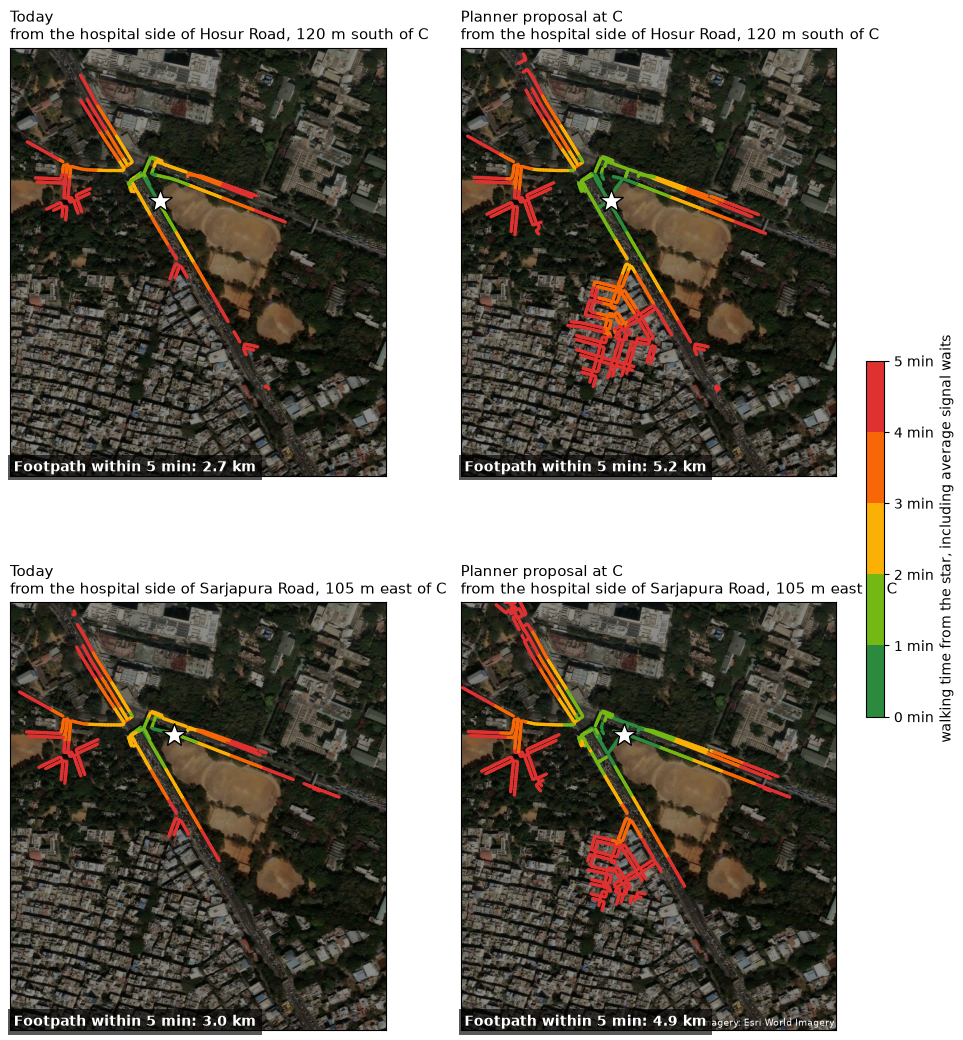 Today
from the hospital side of Hosur Road, 120 m south of C
Planner proposal at C
from the hospital side of Hosur Road, 120 m south of C
Footpath within 5 min: 2.7 km
Footpath within 5 min: 5.2 km
5 min
4 min
3 min
2 min
1 min
0 min
walking time from the star, including average signal waits
Today
from the hospital side of Sarjapura Road, 105 m east of C
Planner proposal at C
from the hospital side of Sarjapura Road, 105 m east C
Footpath within 5 min: 3.0 km
Footpath within 5 min: 4.9 km
agery: Esri World Imagery